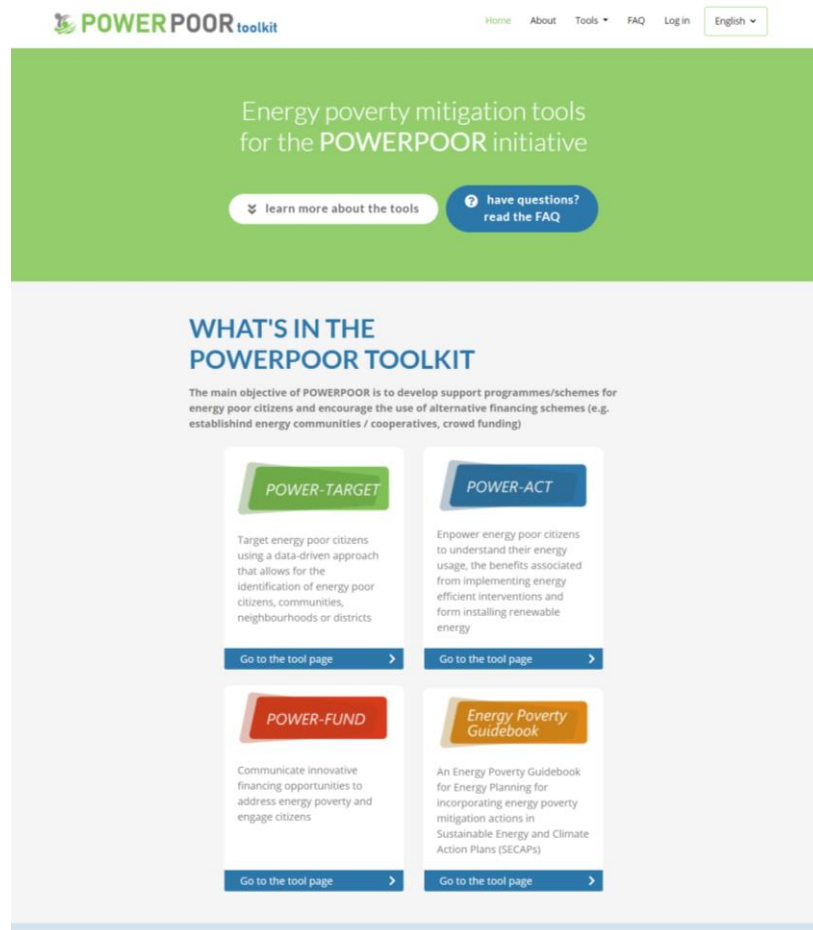 POWERPOOR toolkit
Home About Tools FAQ Log in English
Energy poverty mitigation tools
for the POWERPOOR initiative
learn more about the tools
have questions?
read the FAQ
WHAT'S IN THE
POWERPOOR TOOLKIT
The main objective of POWERPOOR is to develop support programmes/schemes for
energy poor citizens and encourage the use of alternative financing schemes (e.g.
establishind energy communities / cooperatives, crowd funding)
POWER-TARGET
Target energy poor citizens
using a data-driven approach
that allows for the
identification of energy poor
citizens, communities,
neighbourhoods or districts
Go to the tool page
POWER-ACT
Enpower energy poor citizens
to understand their energy
usage, the benefits associated
from implementing energy
efficient interventions and
form installing renewable
energy
Go to the tool page
POWER-FUND
Communicate innovative
financing opportunities to
address energy poverty and
engage citizens
Go to the tool page
Energy Poverty
Guidebook
An Energy Poverty Guidebook
for Energy Planning for
incorporating energy poverty
mitigation actions in
Sustainable Energy and Climate
Action Plans (SECAPs)
Go to the tool page